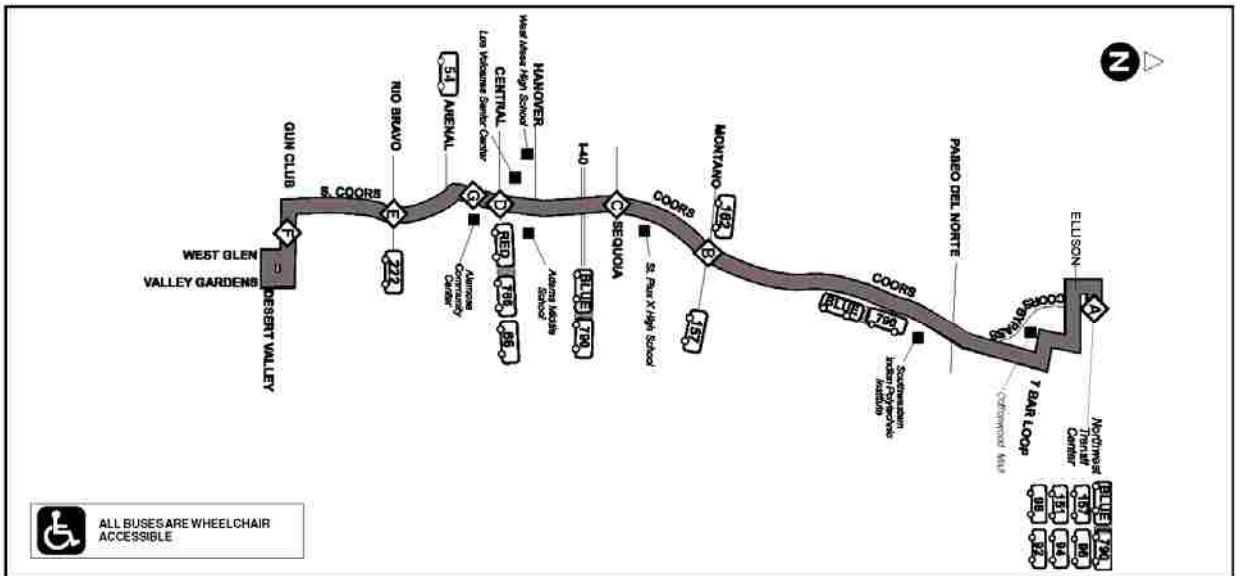 N
GUN CLUB
S. COORS
F
WEST GLEN
VALLEY GARDENS
DESERT VALLEY
RIO BRAVO
E
222
54
ARENAL
G
Alamosa
Community
Center
Los Volcanes Senior Center
CENTRAL
D
RED
766
66
West Mesa High School
HANOVER
Adams Middle
School
I-40
BLUE
790
C
SEQUOIA
COORS
St. Pius X High School
MONTANO
162
B
157
COORS
BLUE
790
Southwestern
Indian Polytechnic
Institute
PASEO DEL NORTE
ELLISON
COORS BYPASS
A
7 BAR LOOP
Cottonwood Mall
Northwest
Transit
Center
BLUE
790
157
96
151
94
98
92
ALL BUSES ARE WHEELCHAIR
ACCESSIBLE